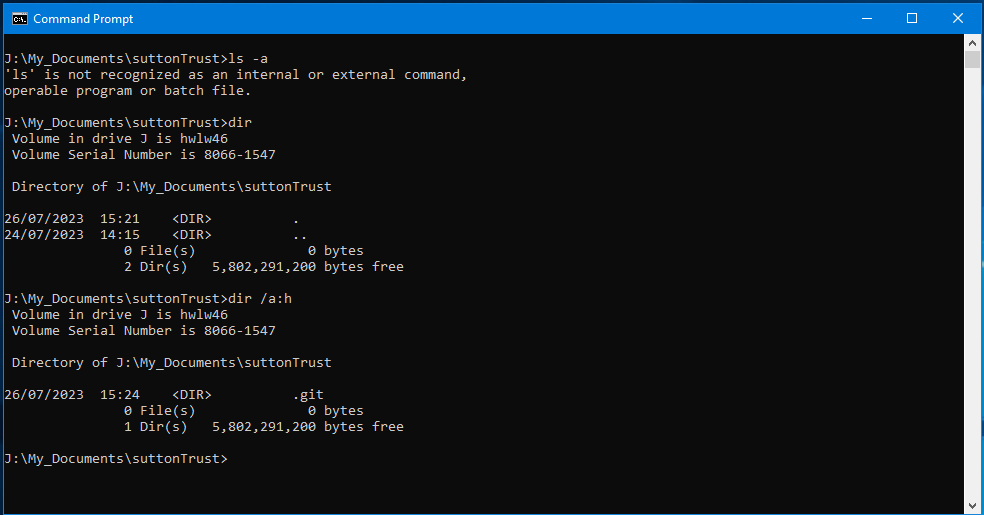 Command Prompt
J:\My_Documents\suttonTrust>ls -a
'ls' is not recognized as an internal or external command,
operable program or batch file.
J:\My_Documents\suttonTrust>dir
 Volume in drive J is hwlw46
 Volume Serial Number is 8066-1547
 Directory of J:\My_Documents\suttonTrust
26/07/2023  15:21    <DIR>          .
24/07/2023  14:15    <DIR>          ..
               0 File(s)              0 bytes
               2 Dir(s)   5,802,291,200 bytes free
J:\My_Documents\suttonTrust>dir /a:h
 Volume in drive J is hwlw46
 Volume Serial Number is 8066-1547
 Directory of J:\My_Documents\suttonTrust
26/07/2023  15:24    <DIR>          .git
               0 File(s)              0 bytes
               1 Dir(s)   5,802,291,200 bytes free
J:\My_Documents\suttonTrust>